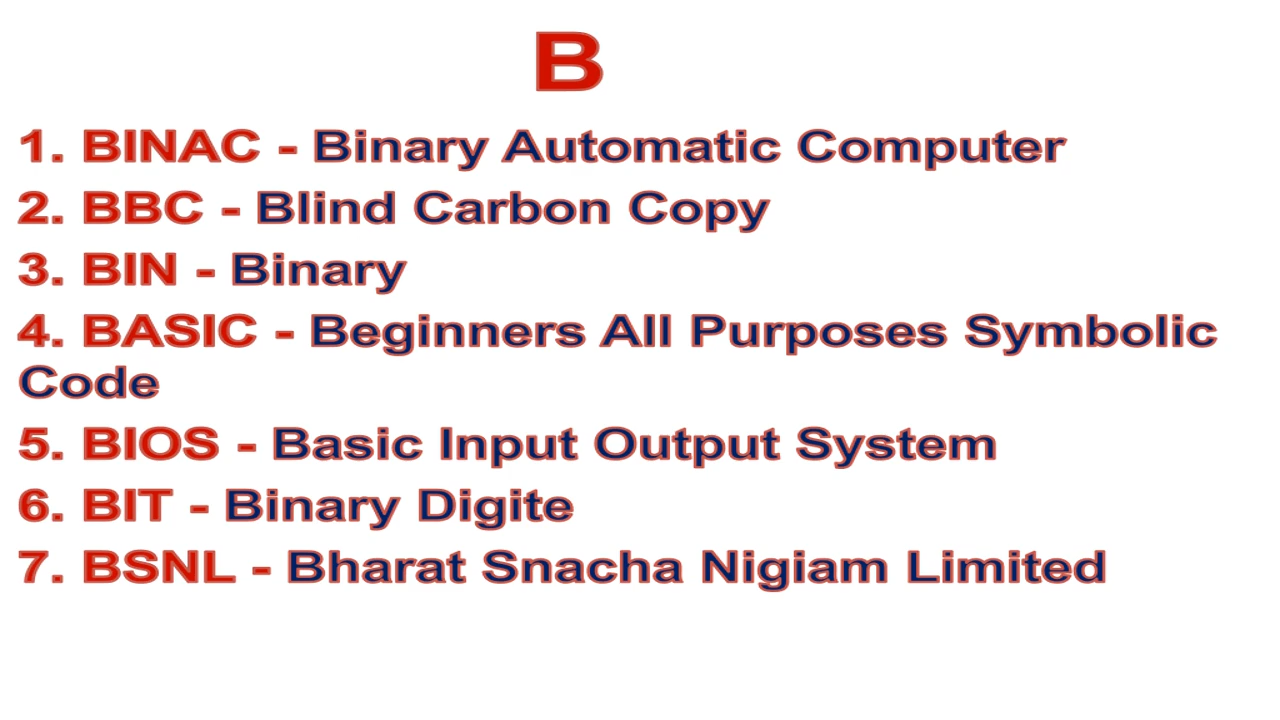 B
1. BINAC - Binary Automatic Computer
2. BBC - Blind Carbon Copy
3. BIN - Binary
4. BASIC - Beginners All Purposes Symbolic
Code
5. BIOS - Basic Input Output System
6. BIT - Binary Digite
7. BSNL - Bharat Snacha Nigiam Limited